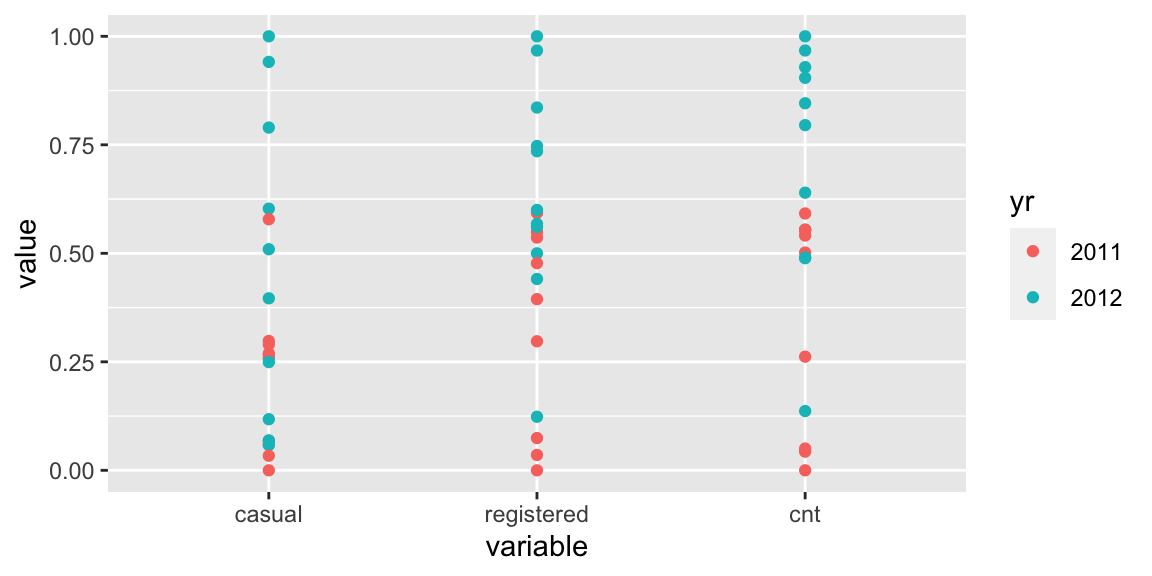 1.00
0.75
0.50
0.25
0.00
value
casual registered cnt
variable
yr
2011
2012